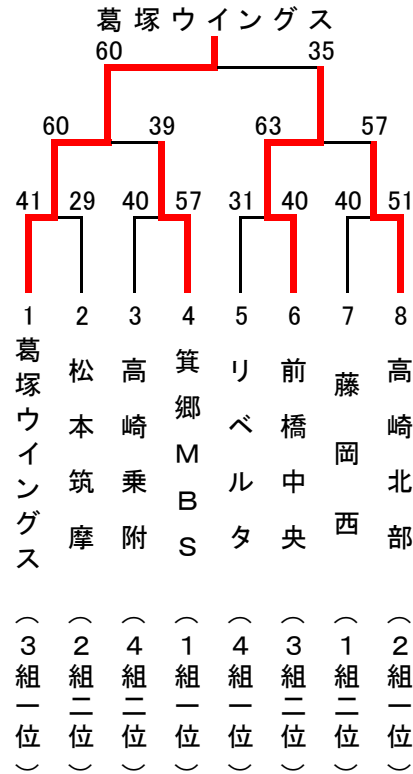 葛塚ウイングス
60 35
60 39 63 57
41 29 40 57 31 40 40 51
1 2 3 4 5 6 7 8
葛塚ウイングス
松本筑摩
高崎乗附
箕郷MBS
リベルタ
前橋中央
藤岡西
高崎北部
（3組一位）
（2組二位）
（4組二位）
（1組一位）
（4組一位）
（3組二位）
（1組二位）
（2組一位）